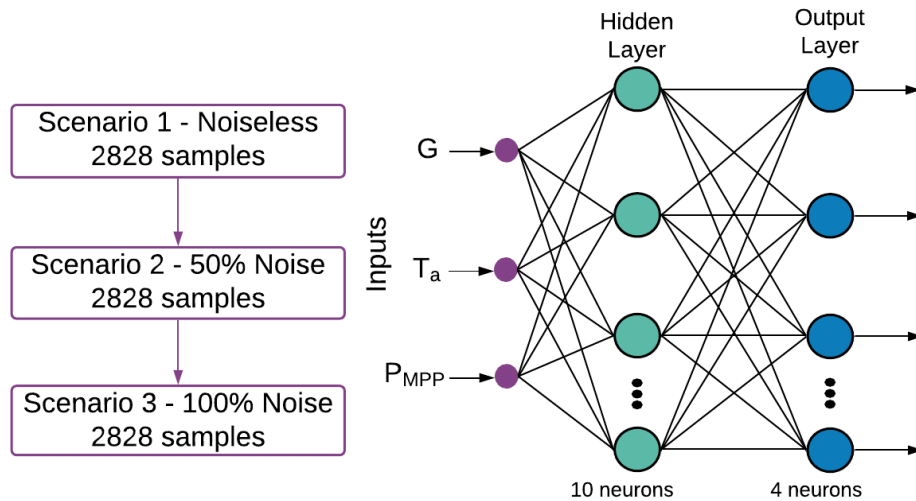 Scenario 1 - Noiseless
2828 samples
Scenario 2 - 50% Noise
2828 samples
Scenario 3 - 100% Noise
2828 samples
Inputs
G
Ta
PMPP
Hidden
Layer
Output
Layer
10 neurons
4 neurons